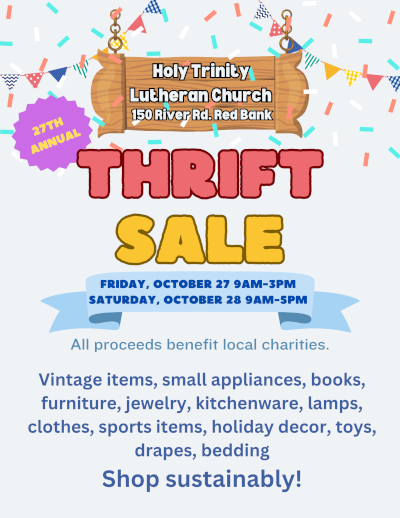 Holy Trinity
Lutheran Church
150 River Rd. Red Bank
27TH
ANNUAL
THRIFT
SALE
FRIDAY, OCTOBER 27 9AM-3PM
SATURDAY, OCTOBER 28 9AM-5PM
All proceeds benefit local charities.
Vintage items, small appliances, books,
furniture, jewelry, kitchenware, lamps,
clothes, sports items, holiday decor, toys,
drapes, bedding
Shop sustainably!